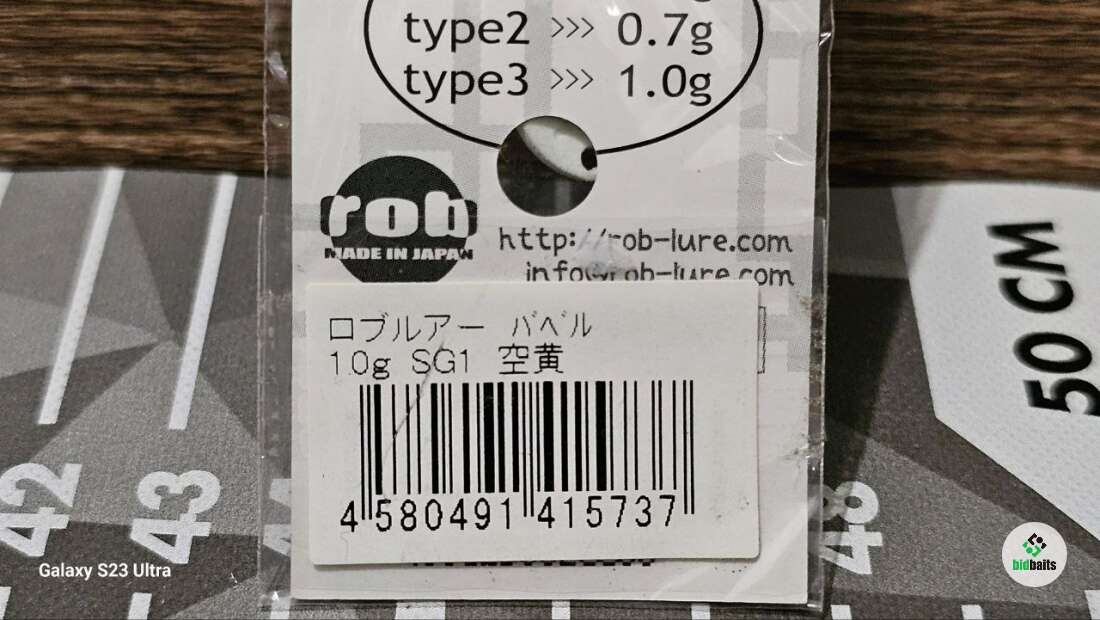 type2 >>> 0.7g
type3 >>> 1.0g
rob
MADE IN JAPAN
http://rob-lure.com
info@rob-lure.com
ロブルアー バベル
1.0g SG1 空黄
4 580491 415737
42
43
48
50 CM
Galaxy S23 Ultra
bidbaits